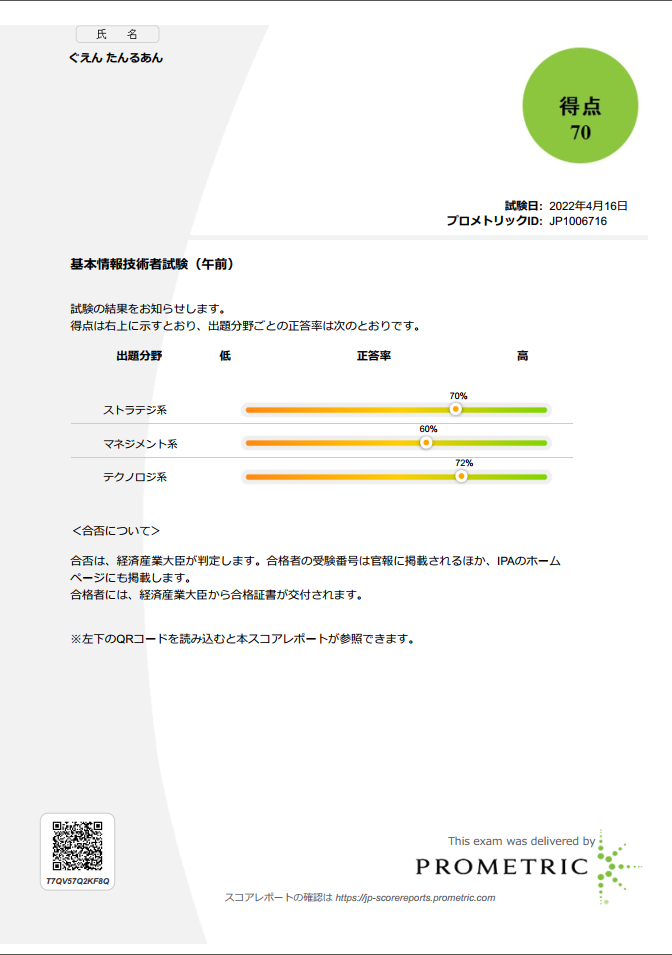 氏 名
ぐえん たんるあん
得点
70
試験日: 2022年4月16日
プロメトリックID: JP1006716
基本情報技術者試験（午前）
試験の結果をお知らせします。
得点は右上に示すとおり、出題分野ごとの正答率は次のとおりです。
出題分野 低 正答率 高
70%
ストラテジ系
60%
マネジメント系
72%
テクノロジ系
＜合否について＞
合否は、経済産業大臣が判定します。合格者の受験番号は官報に掲載されるほか、IPAのホーム
ページにも掲載します。
合格者には、経済産業大臣から合格証書が交付されます。
※左下のQRコードを読み込むと本スコアレポートが参照できます。
T7QV57Q2KF8Q
This exam was delivered by
PROMETRIC
スコアレポートの確認は https://jp-scorereports.prometric.com